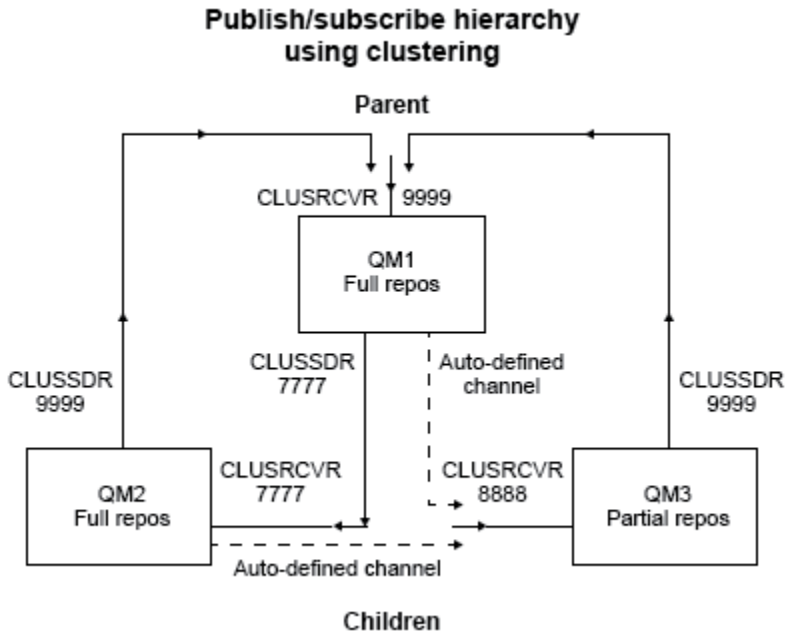 Publish/subscribe hierarchy
using clustering
Parent
CLUSRCVR
9999
QM1
Full repos
CLUSSDR
7777
Auto-defined
channel
CLUSSDR
9999
CLUSSDR
9999
CLUSRCVR
7777
CLUSRCVR
8888
QM2
Full repos
QM3
Partial repos
Auto-defined channel
Children